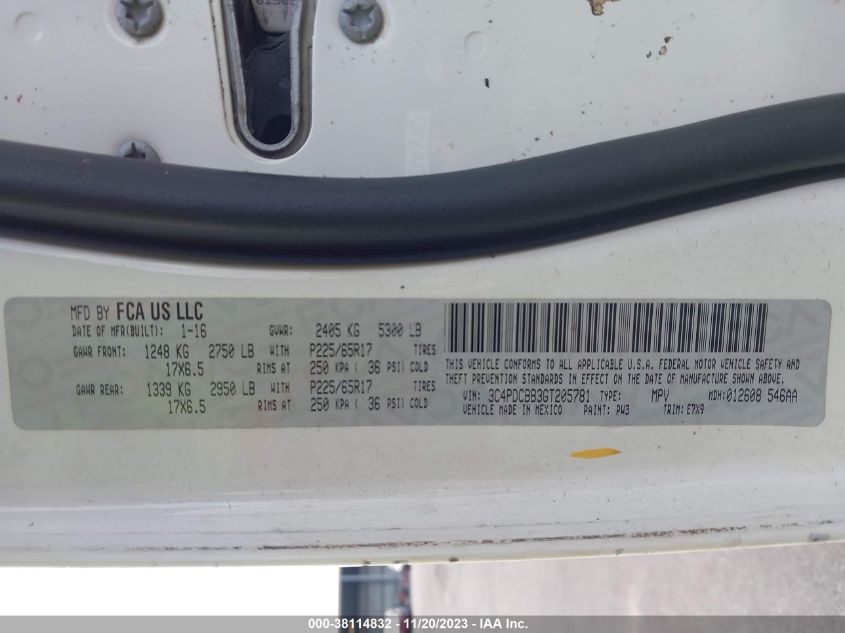 MFD BY FCA US LLC
DATE OF MFR(BUILT): 1-16 GVWR: 2405 KG 5300 LB
GAWR FRONT: 1248 KG 2750 LB WITH P225/65R17 TIRES
17X6.5 RIMS AT 250 KPA ( 36 PSI) COLD
GAWR REAR: 1339 KG 2950 LB WITH P225/65R17 TIRES
17X6.5 RIMS AT 250 KPA ( 36 PSI) COLD
THIS VEHICLE CONFORMS TO ALL APPLICABLE U.S.A. FEDERAL MOTOR VEHICLE SAFETY AND
THEFT PREVENTION STANDARDS IN EFFECT ON THE DATE OF MANUFACTURE SHOWN ABOVE.
VIN: 3C4PDCBB3GT205781 TYPE: MPV MDH:012608 546AA
VEHICLE MADE IN MEXICO PAINT: PW3 TRIM: E7X9
000-38114832 - 11/20/2023 - IAA Inc.